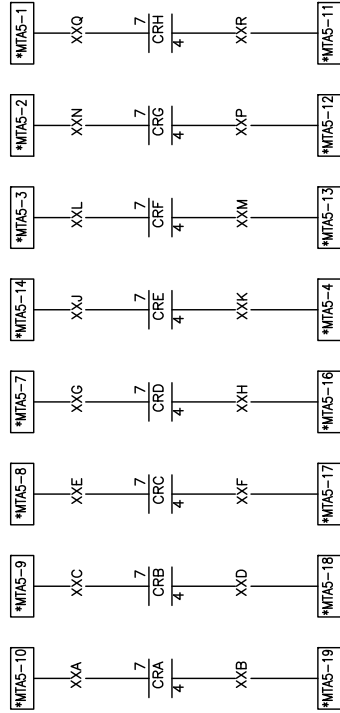 *MTA5-1
XXQ
7
CRH
4
XXR
*MTA5-11
*MTA5-2
XXN
7
CRG
4
XXP
*MTA5-12
*MTA5-3
XXL
7
CRF
4
XXM
*MTA5-13
*MTA5-14
XXJ
7
CRE
4
XXK
*MTA5-4
*MTA5-7
XXG
7
CRD
4
XXH
*MTA5-16
*MTA5-8
XXE
7
CRC
4
XXF
*MTA5-17
*MTA5-9
XXC
7
CRB
4
XXD
*MTA5-18
*MTA5-10
XXA
7
CRA
4
XXB
*MTA5-19